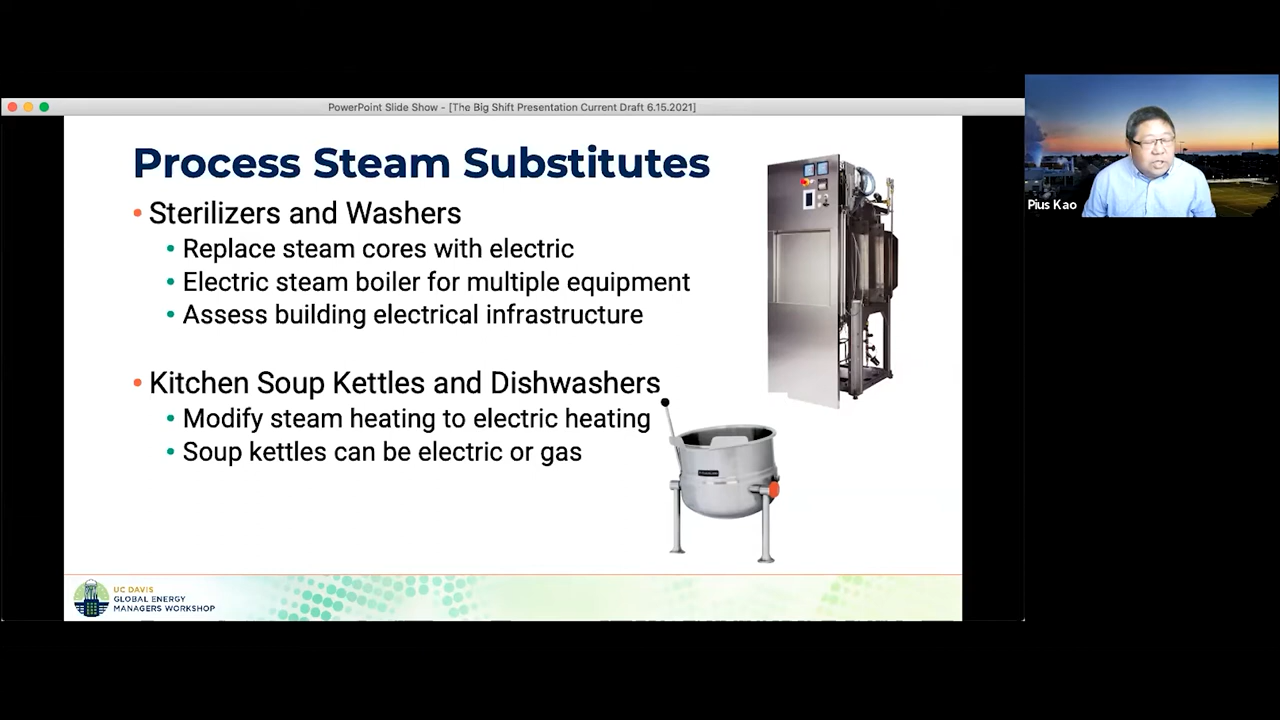 PowerPoint Slide Show - [The Big Shift Presentation Current Draft 6.15.2021]
Process Steam Substitutes
• Sterilizers and Washers
• Replace steam cores with electric
• Electric steam boiler for multiple equipment
• Assess building electrical infrastructure
• Kitchen Soup Kettles and Dishwashers
• Modify steam heating to electric heating
• Soup kettles can be electric or gas
UC DAVIS
GLOBAL ENERGY
MANAGERS WORKSHOP
Pius Kao